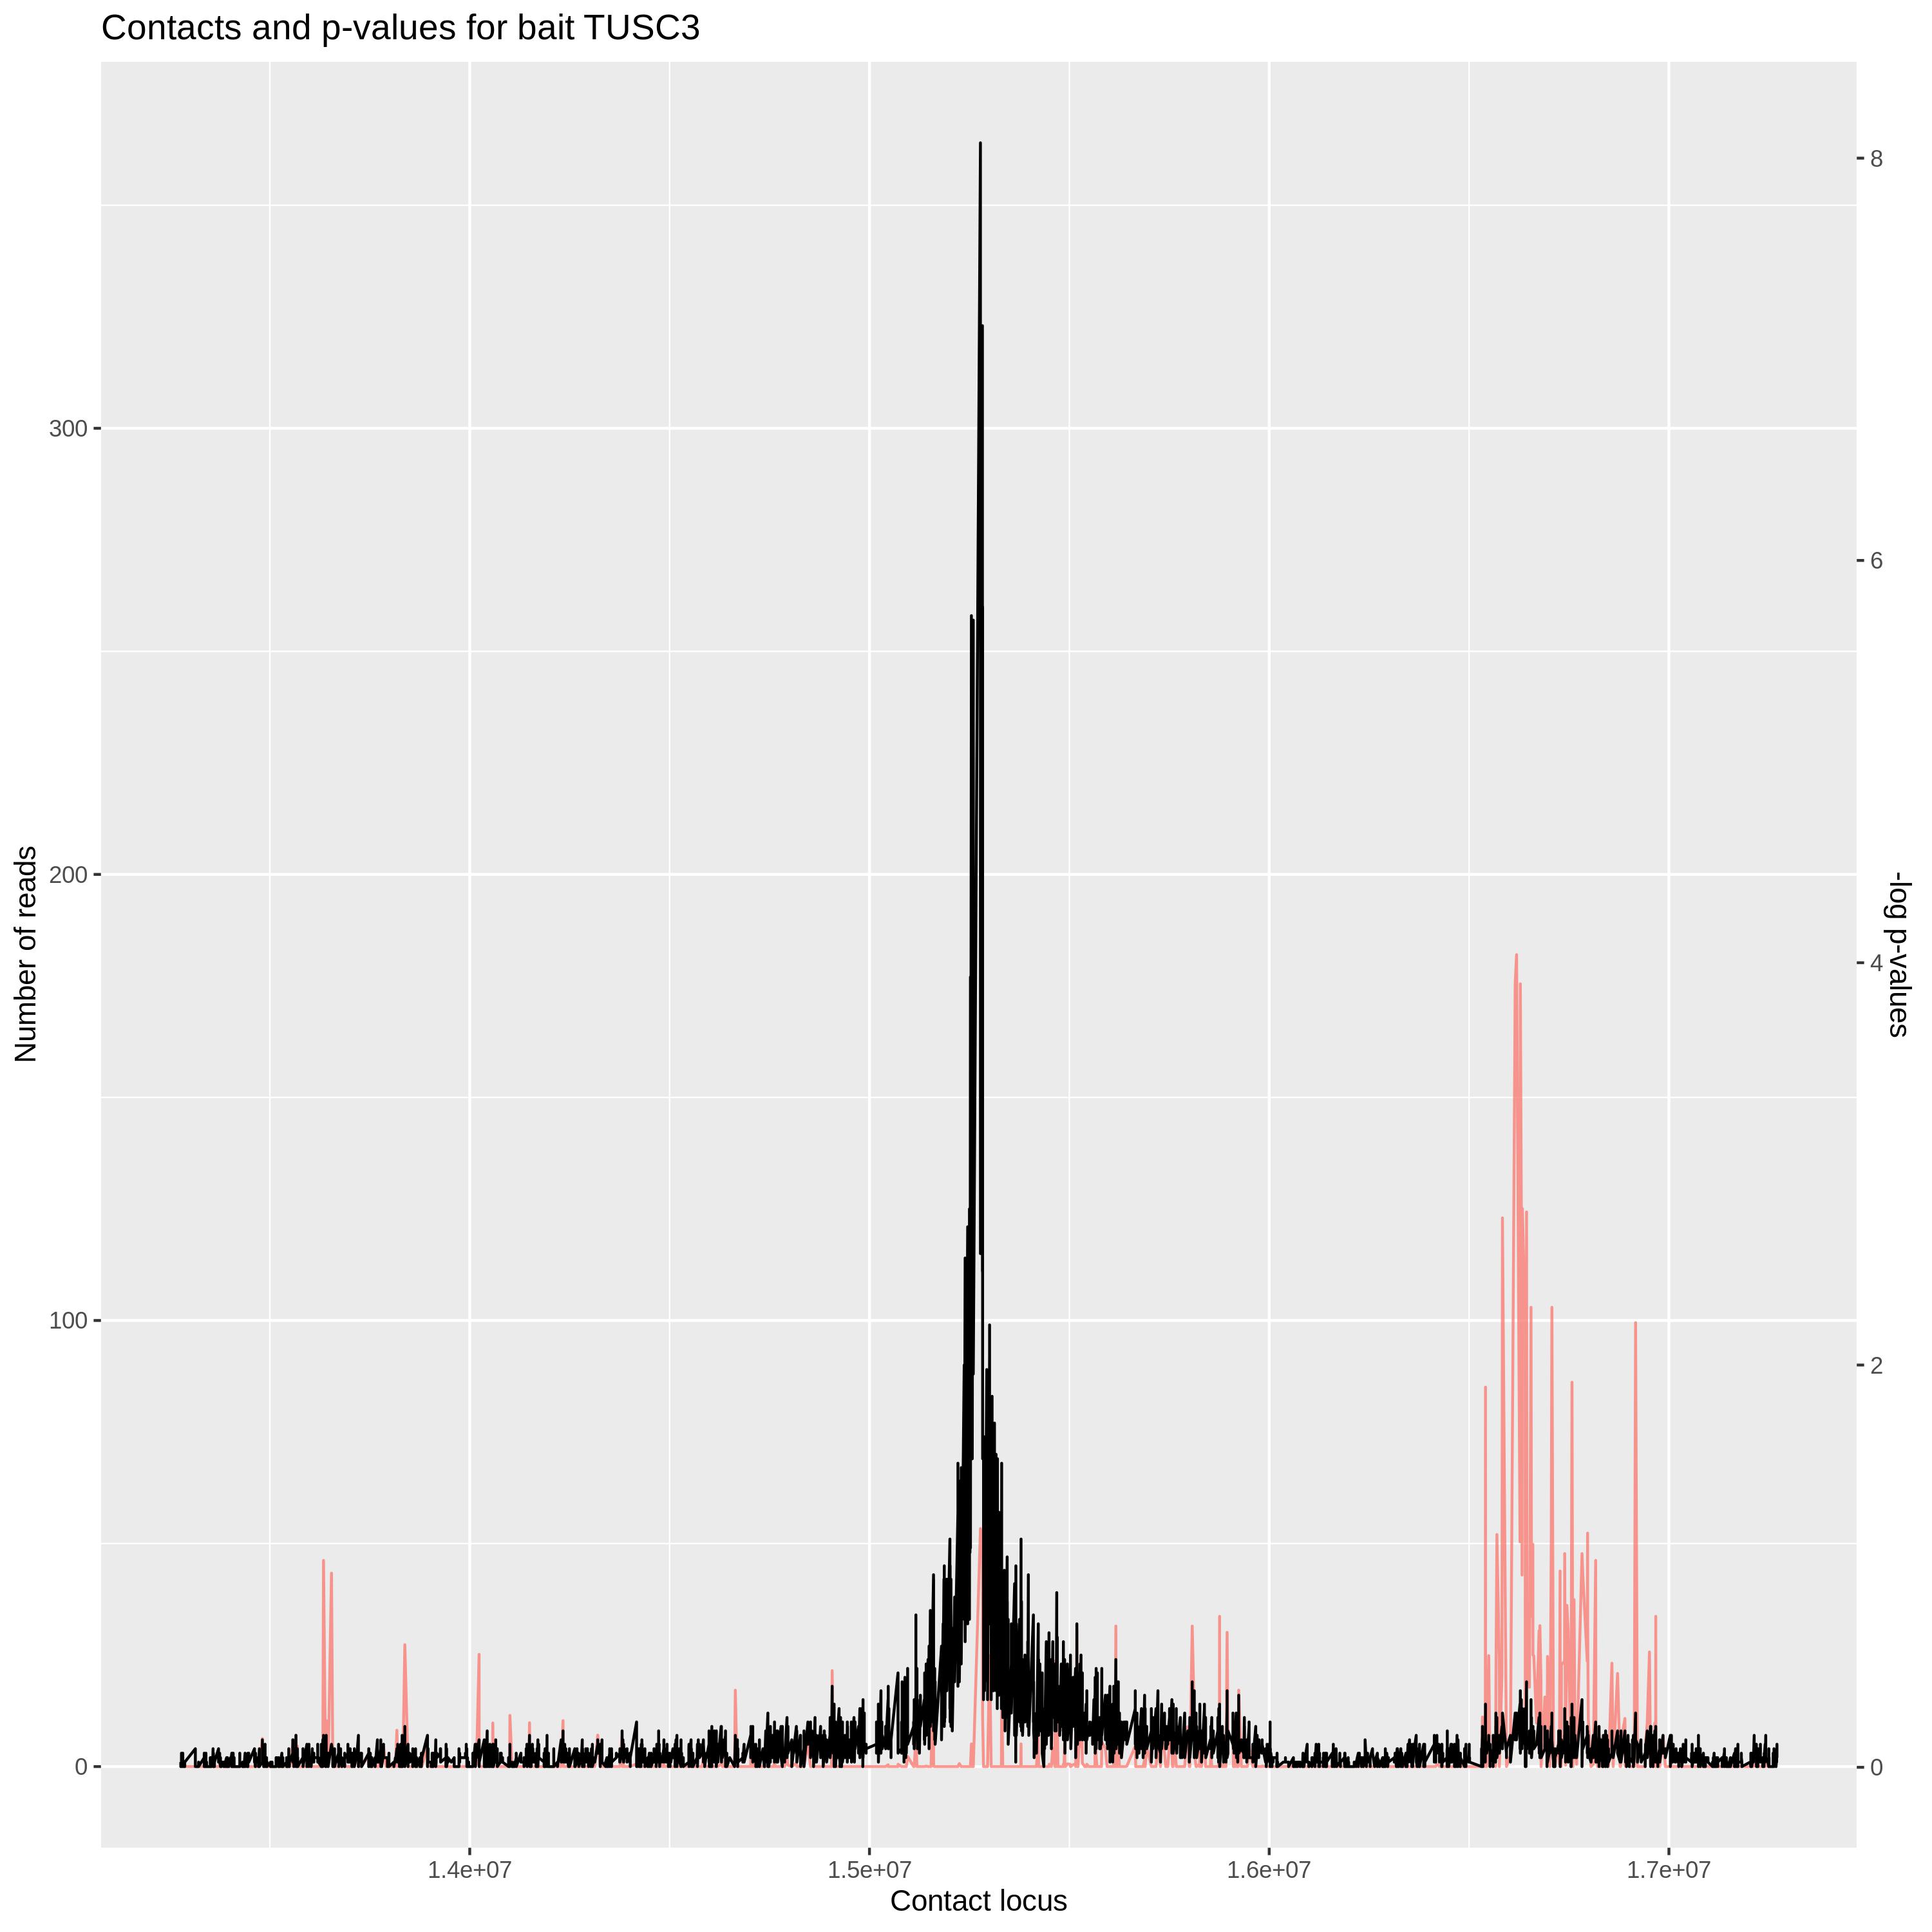 Contacts and p-values for bait TUSC3
Number of reads
300
200
100
0
8
6
4
2
0
-log p-values
1.4e+07
1.5e+07
1.6e+07
1.7e+07
Contact locus